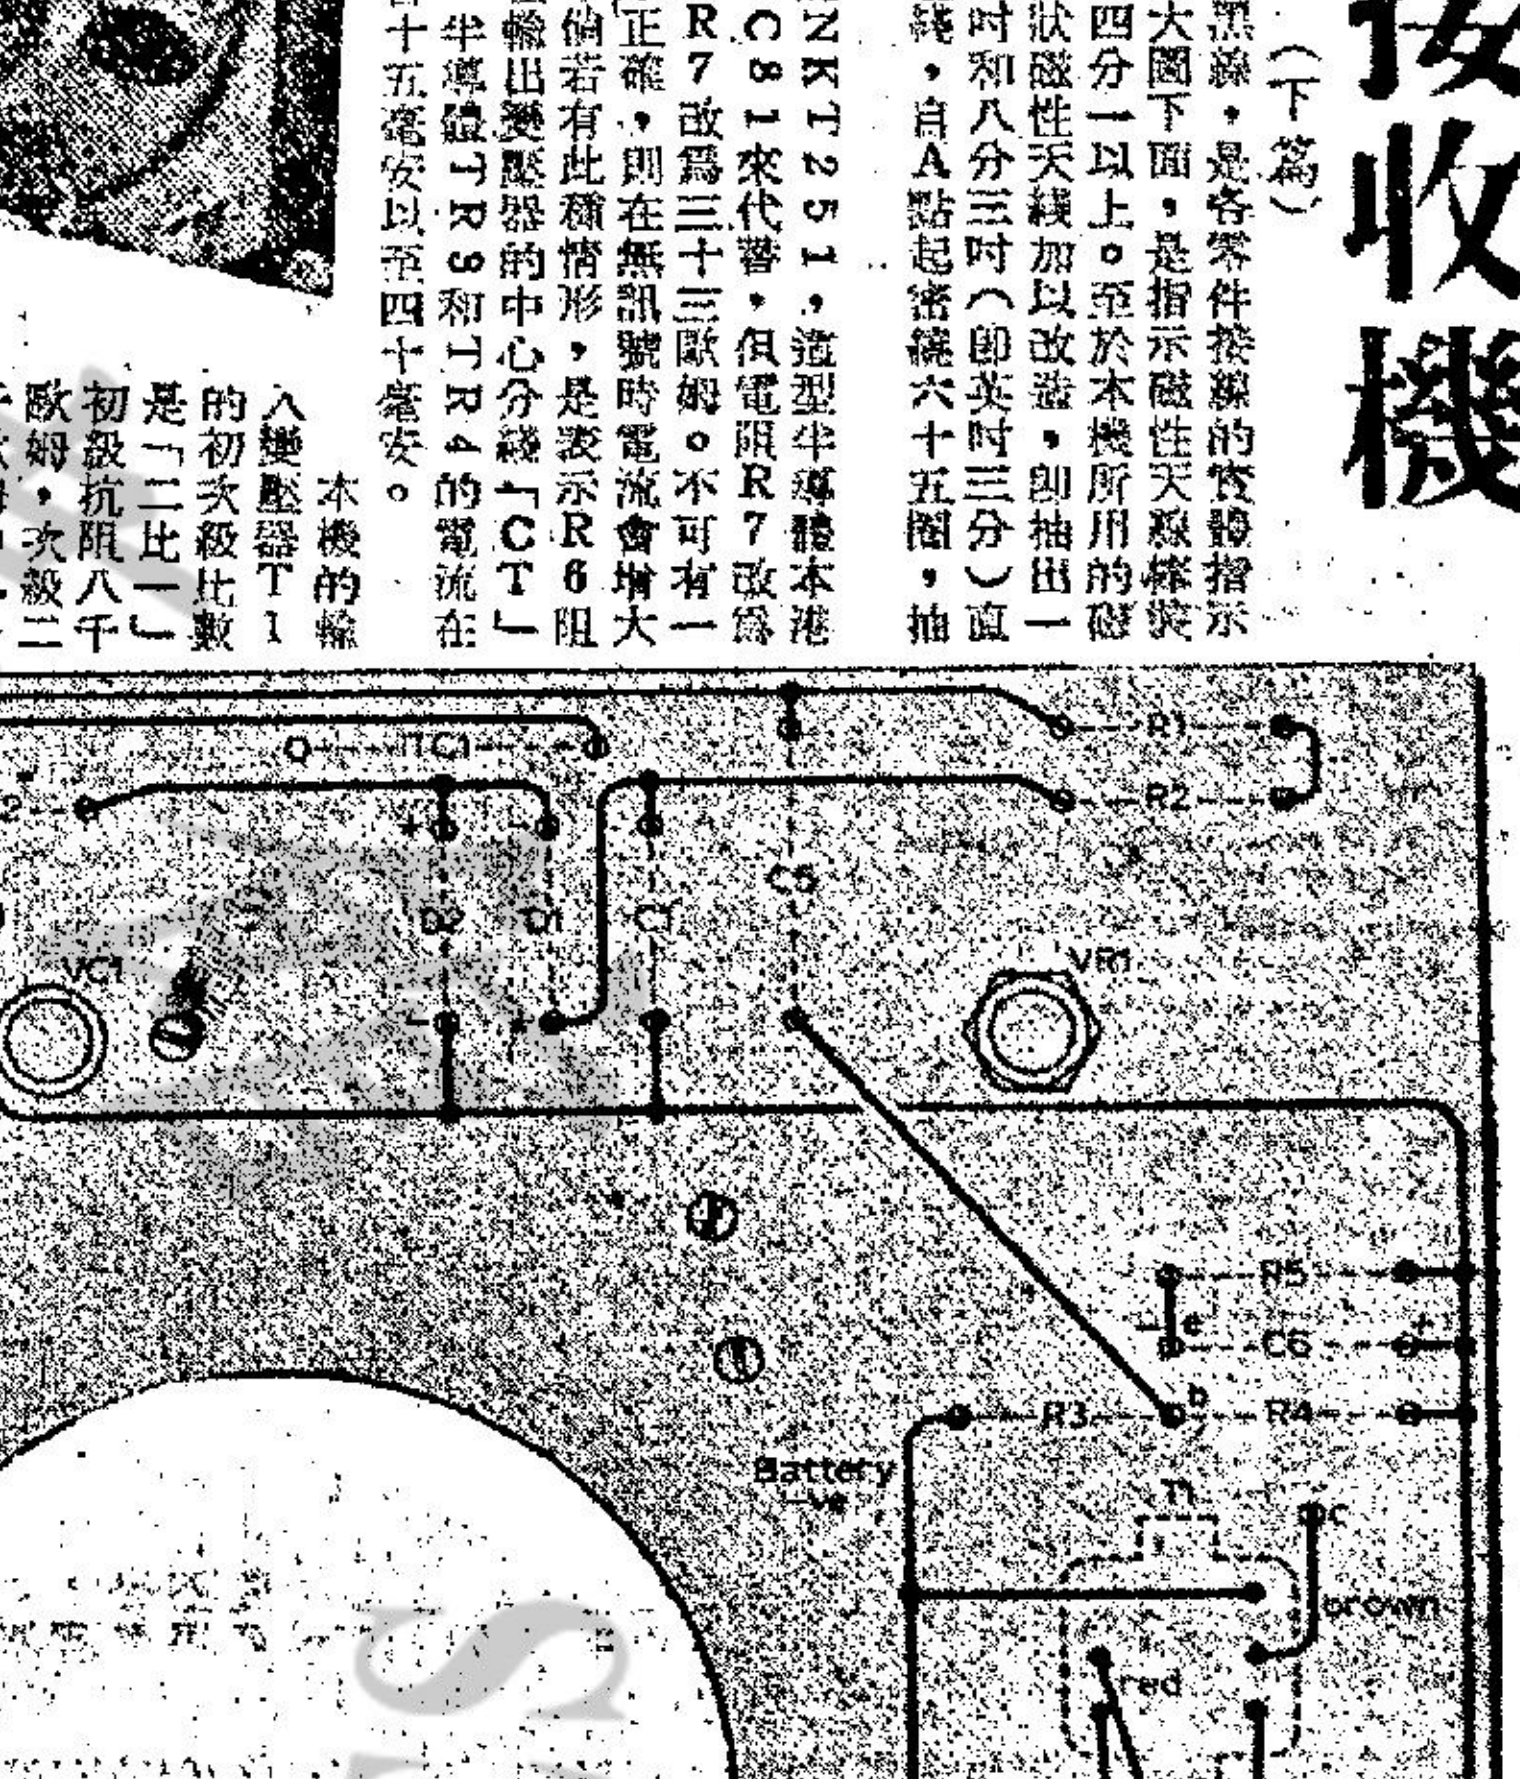 收機
（下篇）
黑線，是各零件接線的實體指示
大圖下面，是指示磁性天線棒裝
四分一以上。至於本機所用的磁
狀磁性天綫加以改造，卽抽出一
吋和八分三吋（卽英吋三分）直
綫，自A點起密繞六十五圈，抽
NKT251，這型半導體本港
C81來代替，但電阻R7改爲
R7改爲三十三歐姆。不可有一
正確，則在無訊號時電流會增大
倘若有此種情形，是表示R6阻
輸出變壓器的中心分綫「CT」
半導體TR3和TR4的電流在
十五毫安以至四十毫安。
本機的輸
入變壓器T1
的初次級比數
是「二比一」
初級抗阻八千
歐姆，次級二
R1
TC1
R2
+
-
C5
D2
D1
C1
VC1
VR1
-
+
R5
- e
+
C6
b
R3
R4
Battery
-ve
T1
c
brown
red